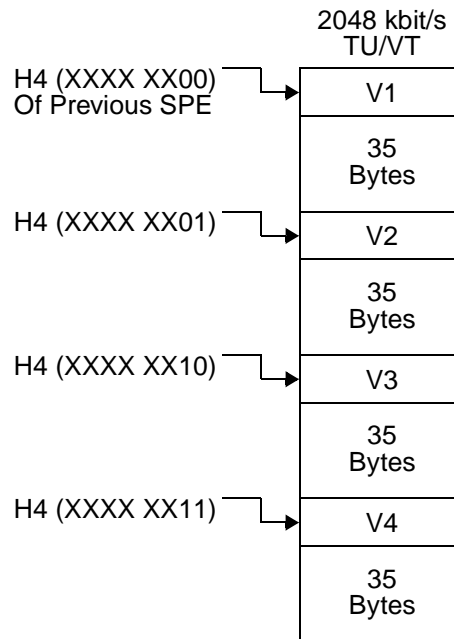 2048 kbit/s
TU/VT
H4 (XXXX XX00)
Of Previous SPE
V1
35
Bytes
H4 (XXXX XX01)
V2
35
Bytes
H4 (XXXX XX10)
V3
35
Bytes
H4 (XXXX XX11)
V4
35
Bytes